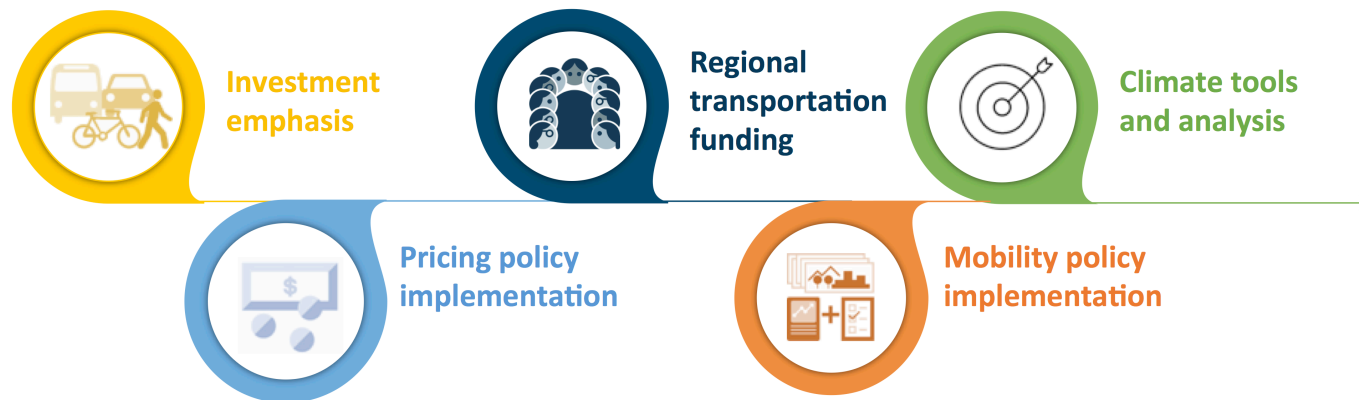 Investment
emphasis
Pricing policy
implementation
$
Regional
transportation
funding
Mobility policy
implementation
Climate tools
and analysis